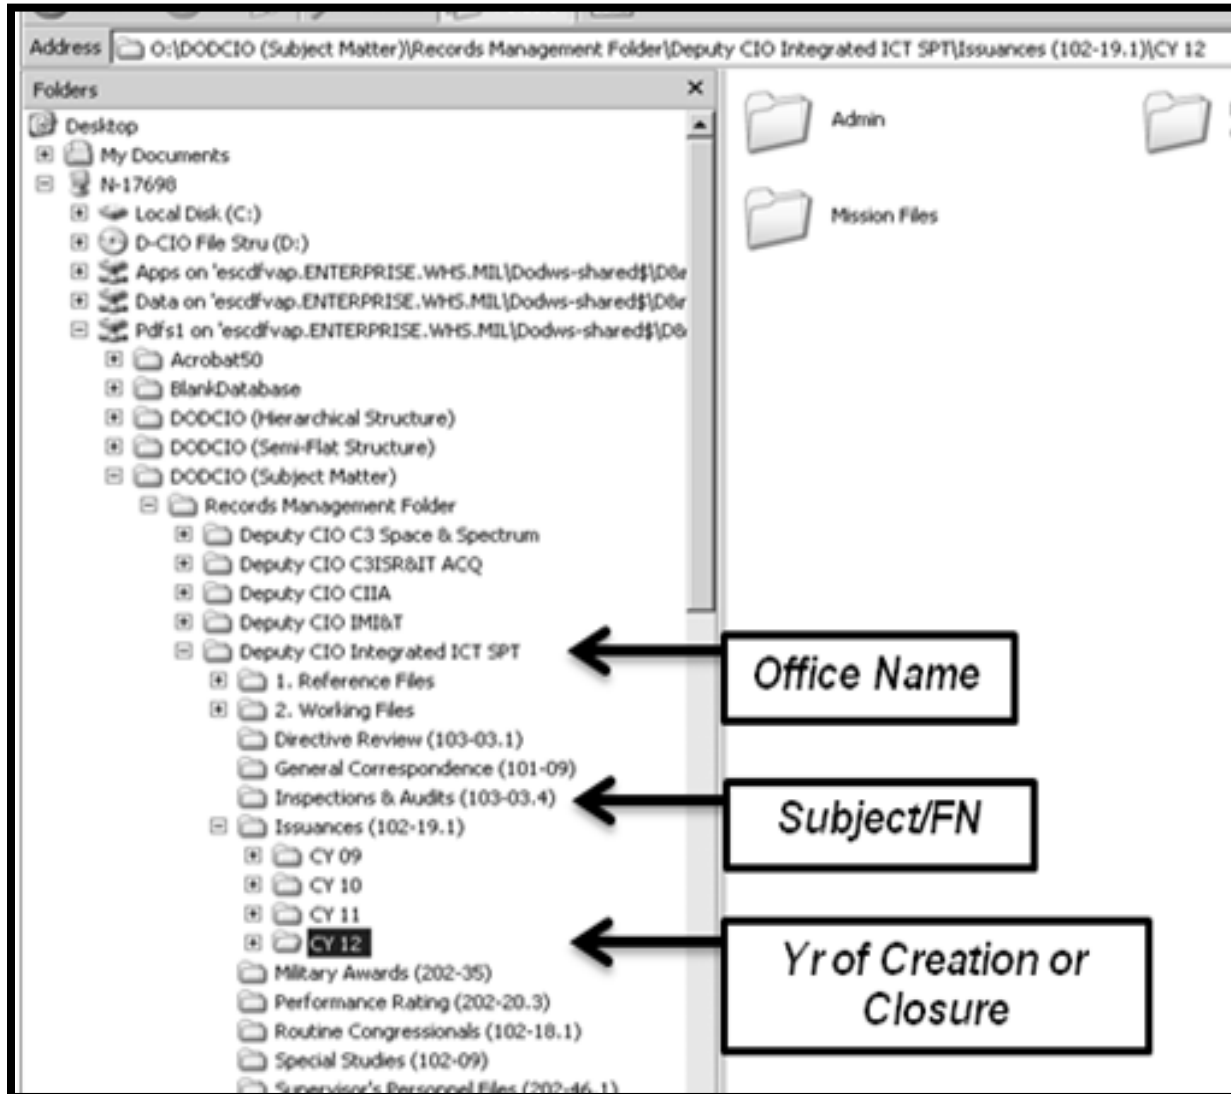 Address O:\DODCIO (Subject Matter)\Records Management Folder\Deputy CIO Integrated ICT SPT\Issuances (102-19.1)\CY 12
Folders
Desktop
My Documents
N-17698
Local Disk (C:)
D-CIO File Stru (D:)
Apps on 'escdfvap.ENTERPRISE.WHS.MIL\Dodws-shared$\
Data on 'escdfvap.ENTERPRISE.WHS.MIL\Dodws-shared$\
Pdfs1 on 'escdfvap.ENTERPRISE.WHS.MIL\Dodws-shared$\
Acrobat50
BlankDatabase
DODCIO (Hierarchical Structure)
DODCIO (Semi-Flat Structure)
DODCIO (Subject Matter)
Records Management Folder
Deputy CIO C3 Space & Spectrum
Deputy CIO C3ISR&IT ACQ
Deputy CIO CIIA
Deputy CIO IMI&T
Deputy CIO Integrated ICT SPT
1. Reference Files
2. Working Files
Directive Review (103-03.1)
General Correspondence (101-09)
Inspections & Audits (103-03.4)
Issuances (102-19.1)
CY 09
CY 10
CY 11
CY 12
Military Awards (202-35)
Performance Rating (202-20.3)
Routine Congressionals (102-18.1)
Special Studies (102-09)
Supervisor's Personnel Files (202-46.1)
Admin
Mission Files
Office Name
Subject/FN
Yr of Creation or
Closure